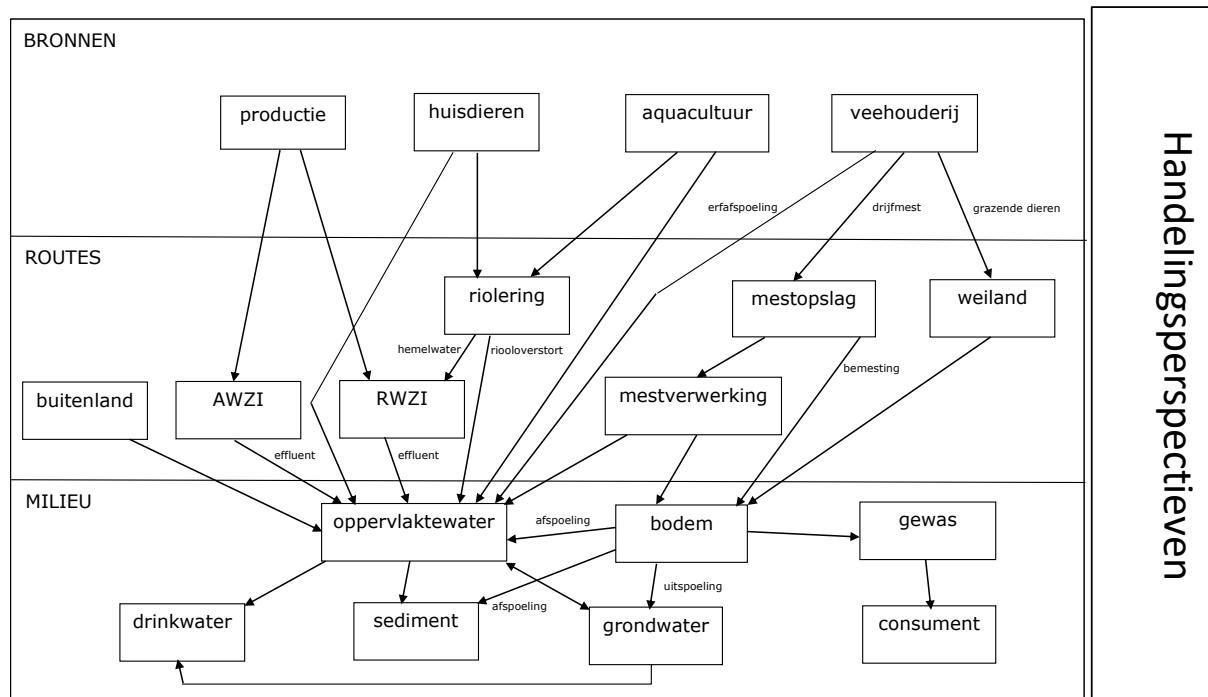 BRONNEN
productie
huisdieren
aquacultuur
veehouderij
erfafspoeling
drijfmest
grazende dieren
ROUTES
riolering
mestopslag
weiland
hemelwater
riooloverstort
bemesting
buitenland
AWZI
RWZI
mestverwerking
effluent
effluent
MILIEU
oppervlaktewater
afspoeling
bodem
gewas
uitspoeling
drinkwater
sediment
afspoeling
grondwater
consument
Handelingsperspectieven